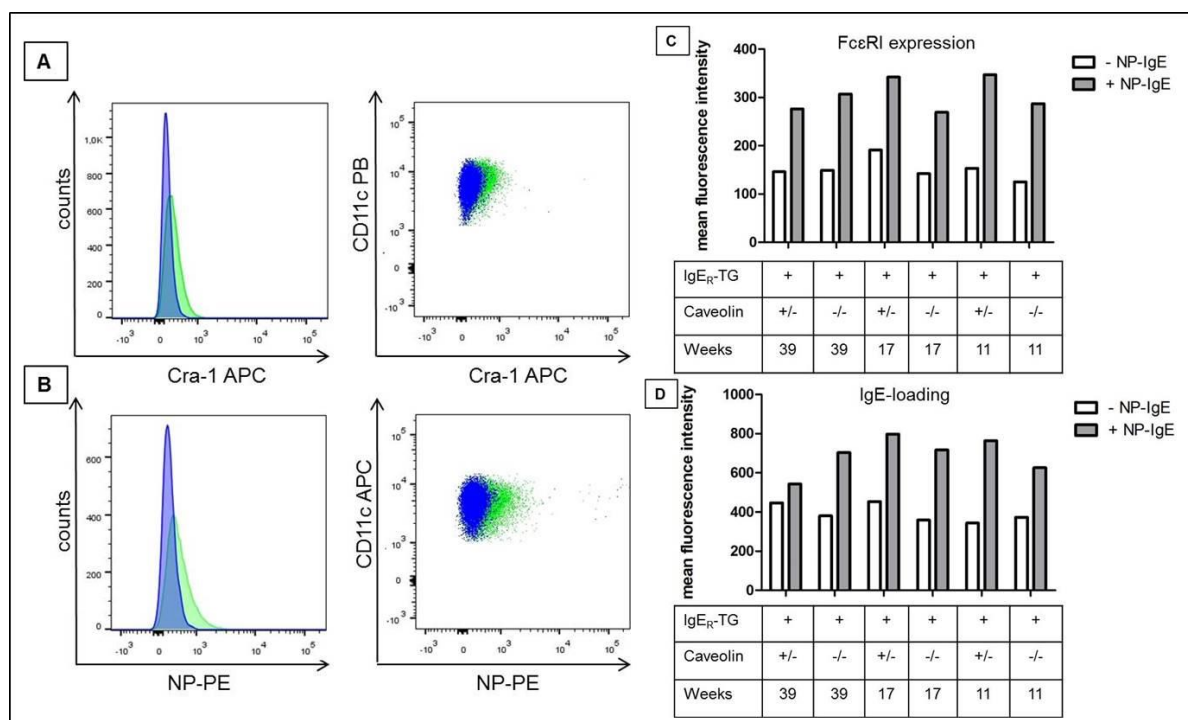 A
counts
1,0K
800
600
400
200
0
-10³ 0 10³ 10⁴ 10⁵
Cra-1 APC
CD11c PB
10⁵
10⁴
10³
0
-10³
-10³ 0 10³ 10⁴ 10⁵
Cra-1 APC
B
counts
600
400
200
0
-10³ 0 10³ 10⁴ 10⁵
NP-PE
CD11c APC
10⁵
10⁴
10³
0
-10³
-10³ 0 10³ 10⁴ 10⁵
NP-PE
C
FcεRI expression
mean fluorescence intensity
400
300
200
100
0
- NP-IgE
+ NP-IgE
IgER-TG + + + + + +
Caveolin +/- -/- +/- -/- +/- -/-
Weeks 39 39 17 17 11 11
D
IgE-loading
mean fluorescence intensity
1000
800
600
400
200
0
- NP-IgE
+ NP-IgE
IgER-TG + + + + + +
Caveolin +/- -/- +/- -/- +/- -/-
Weeks 39 39 17 17 11 11